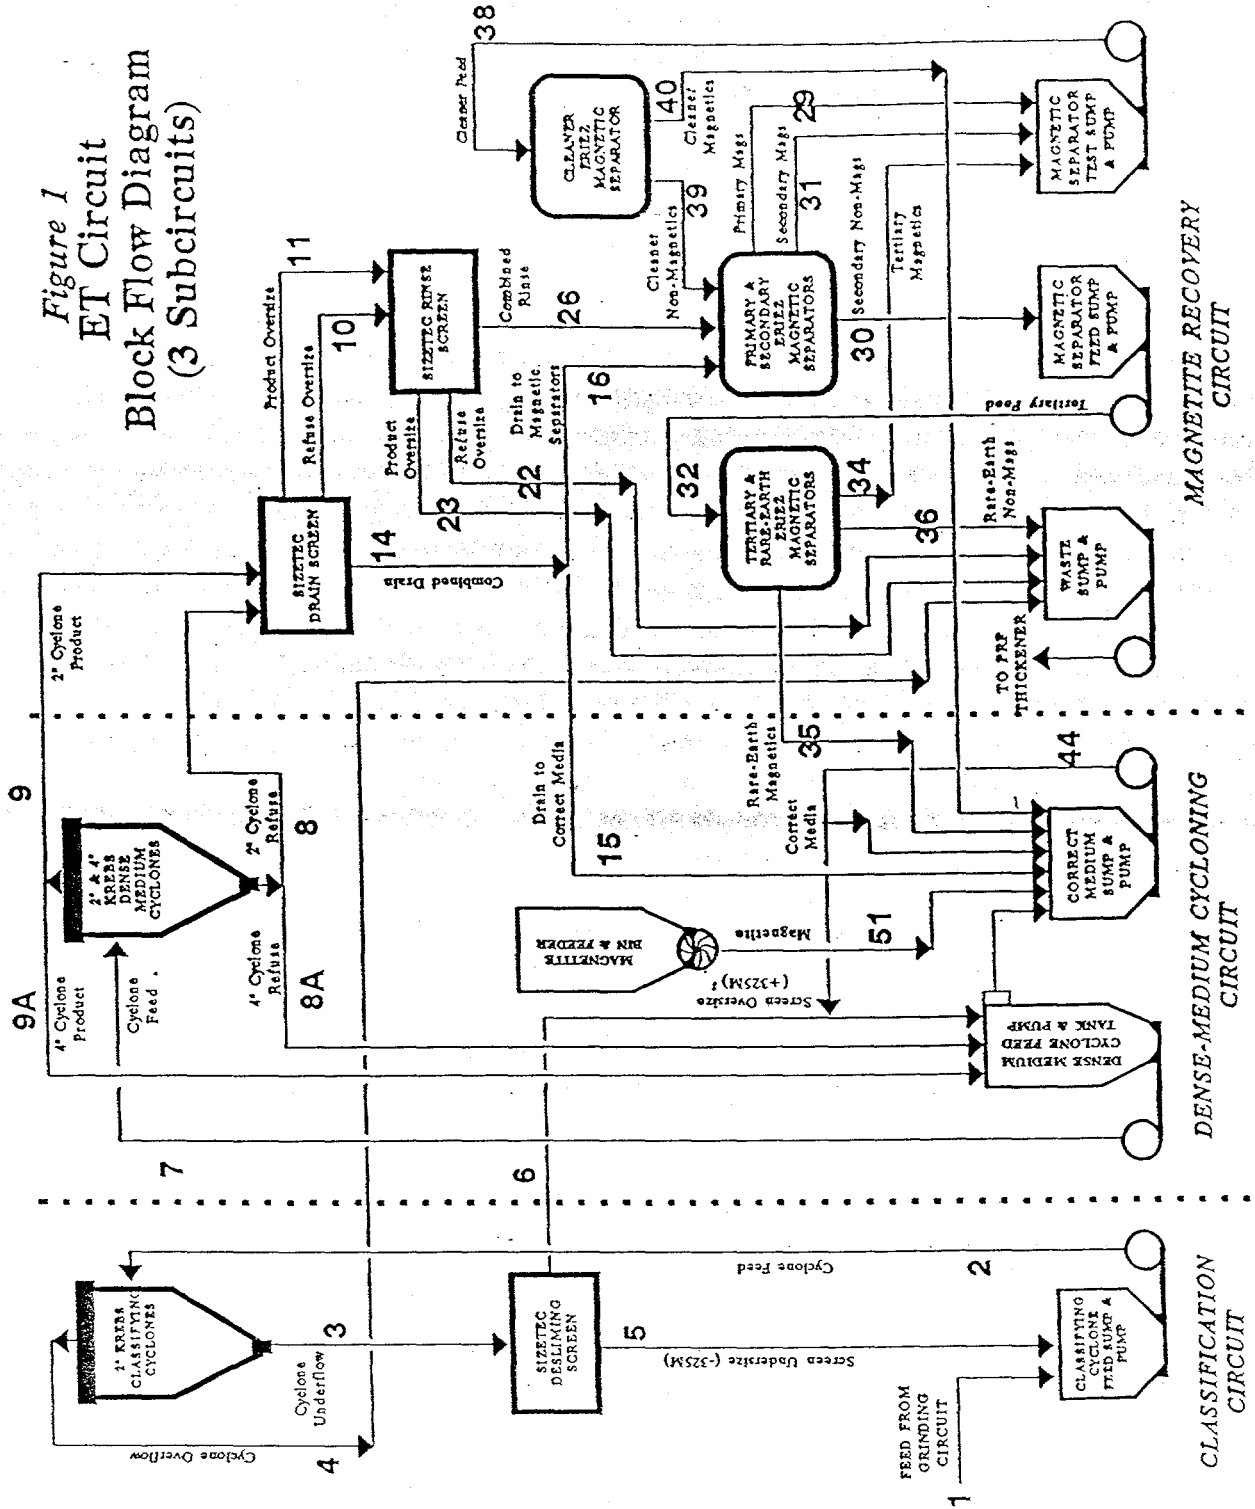 Figure 1
ET Circuit
Block Flow Diagram
(3 Subcircuits)
38
Cleaner Feed
CLEANER
ERIEZ
MAGNETIC
SEPARATOR
40
Cleaner
Magnetics
39
Cleaner
Non-Magnetics
Primary Mags
29
Secondary Mags
31
Secondary Non-Mags
30
Tertiary
Magnetics
MAGNETIC
SEPARATOR
TEST SUMP
& PUMP
Product Oversize
11
Refuse Oversize
10
SIZETEC RINSE
SCREEN
Combined
Rinse
26
Product
Oversize
23
Refuse
Oversize
22
Drain to
Magnetic
Separators
16
PRIMARY &
SECONDARY
ERIEZ
MAGNETIC
SEPARATORS
MAGNETIC
SEPARATOR
FEED SUMP
& PUMP
Tertiary Feed
32
TERTIARY &
RARE-EARTH
ERIEZ
MAGNETIC
SEPARATORS
34
36
Rare-Earth
Non-Mags
WASTE
SUMP &
PUMP
TO PRP
THICKENER
MAGNETITE RECOVERY
CIRCUIT
2" Cyclone
Product
SIZETEC
DRAIN SCREEN
14
Combined Drain
9
9A
4" Cyclone
Product
2" & 4"
KREBS
DENSE
MEDIUM
CYCLONES
Cyclone
Feed .
2" Cyclone
Refuse
8
4" Cyclone
Refuse
8A
Drain to
Correct Media
15
Rare-Earth
Magnetics
35
Correct
Media
44
MAGNETITE
BIN & FEEDER
Magnetite
51
Screen Oversize
(+325M)
CORRECT
MEDIUM
SUMP &
PUMP
DENSE MEDIUM
CYCLONE FEED
TANK & PUMP
7
6
DENSE-MEDIUM CYCLONING
CIRCUIT
2" KREBS
CLASSIFYING
CYCLONES
3
Cyclone
Underflow
4
Cyclone Overflow
SIZETEC
DESLIMING
SCREEN
5
Screen Undersize (-325M)
Cyclone Feed
2
FEED FROM
GRINDING
CIRCUIT
1
CLASSIFYING
CYCLONE
FEED SUMP &
PUMP
CLASSIFICATION
CIRCUIT